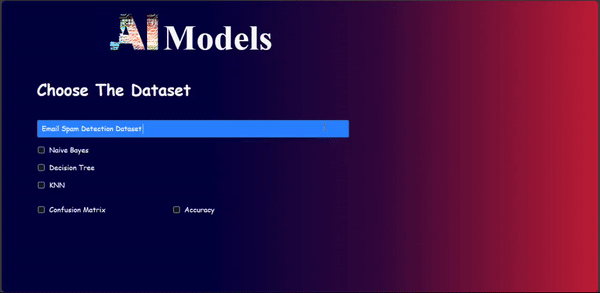 AI Models
Choose The Dataset
Email Spam Detection Dataset
Naive Bayes
Decision Tree
KNN
Confusion Matrix Accuracy